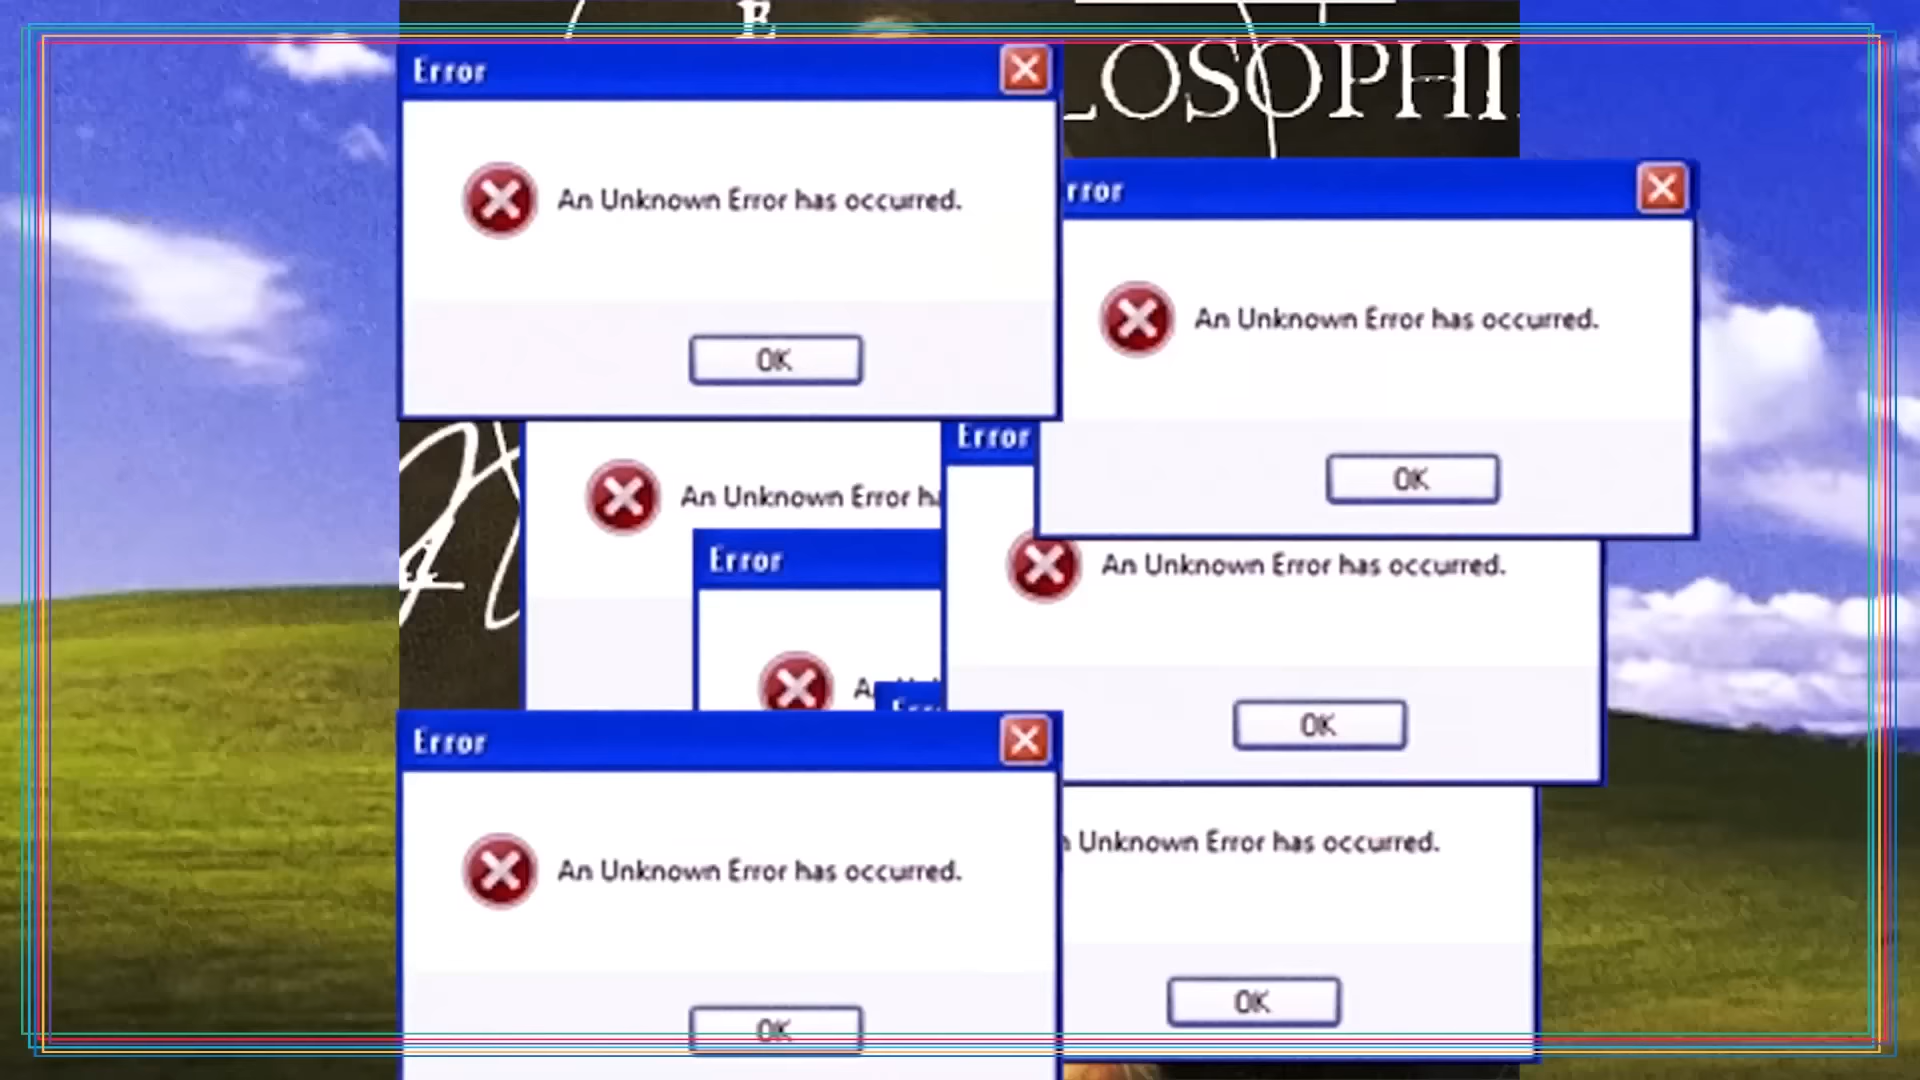 E
LOSOPHI
Error
An Unknown Error has occurred.
OK
rror
An Unknown Error has occurred.
OK
An Unknown Error ha
Error
An Unknown Error has occurred.
OK
Error
Error
An Unknown Error has occurred.
OK
n Unknown Error has occurred.
OK